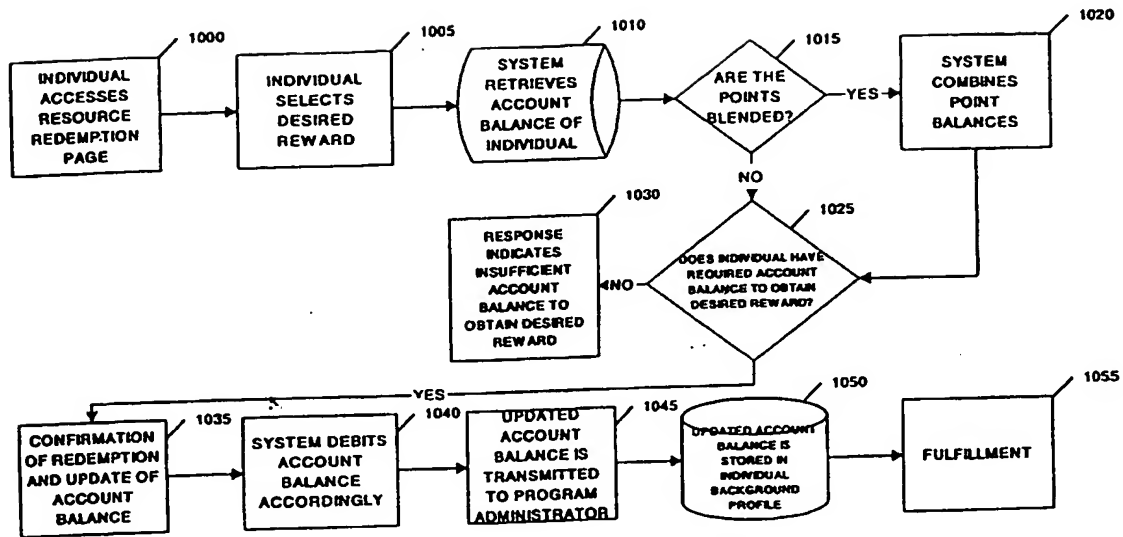 1000
INDIVIDUAL
ACCESSES
RESOURCE
REDEMPTION
PAGE
1005
INDIVIDUAL
SELECTS
DESIRED
REWARD
1010
SYSTEM
RETRIEVES
ACCOUNT
BALANCE OF
INDIVIDUAL
1015
ARE THE
POINTS
BLENDED?
YES
1020
SYSTEM
COMBINES
POINT
BALANCES
NO
1025
DOES INDIVIDUAL HAVE
REQUIRED ACCOUNT
BALANCE TO OBTAIN
DESIRED REWARD?
NO
1030
RESPONSE
INDICATES
INSUFFICIENT
ACCOUNT
BALANCE TO
OBTAIN DESIRED
REWARD
YES
1035
CONFIRMATION
OF REDEMPTION
AND UPDATE OF
ACCOUNT
BALANCE
1040
SYSTEM DEBITS
ACCOUNT
BALANCE
ACCORDINGLY
1045
UPDATED
ACCOUNT
BALANCE IS
TRANSMITTED
TO PROGRAM
ADMINISTRATOR
1050
UPDATED ACCOUNT
BALANCE IS
STORED IN
INDIVIDUAL
BACKGROUND
PROFILE
1055
FULFILLMENT